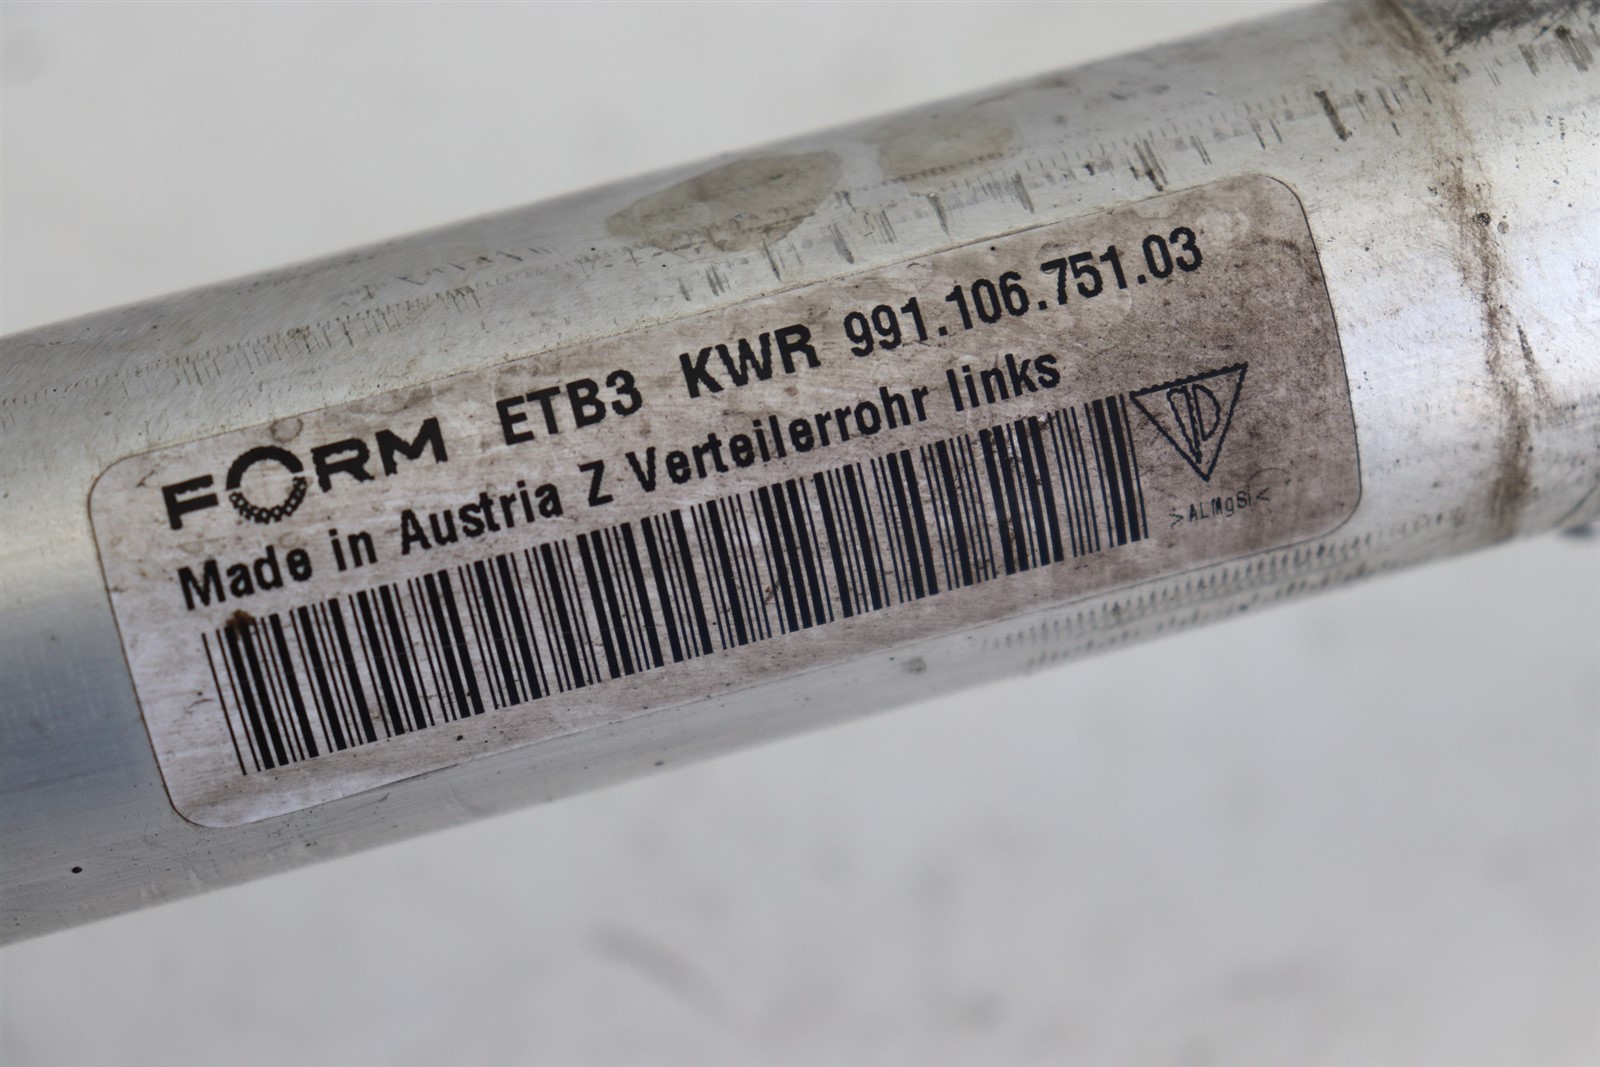 FORM ETB3 KWR 991.106.751.03
Made in Austria Z Verteilerrohr links
>ALMgSi<